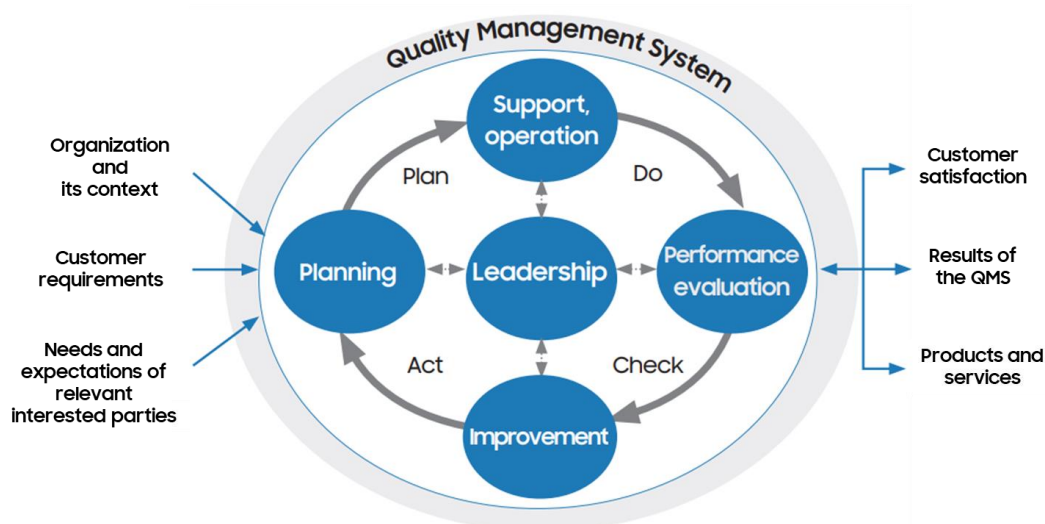 Quality Management System
Organization
and
its context
Customer
requirements
Needs and
expectations of
relevant
interested parties
Support,
operation
Plan
Do
Planning
Leadership
Performance
evaluation
Act
Check
Improvement
Customer
satisfaction
Results of
the QMS
Products and
services